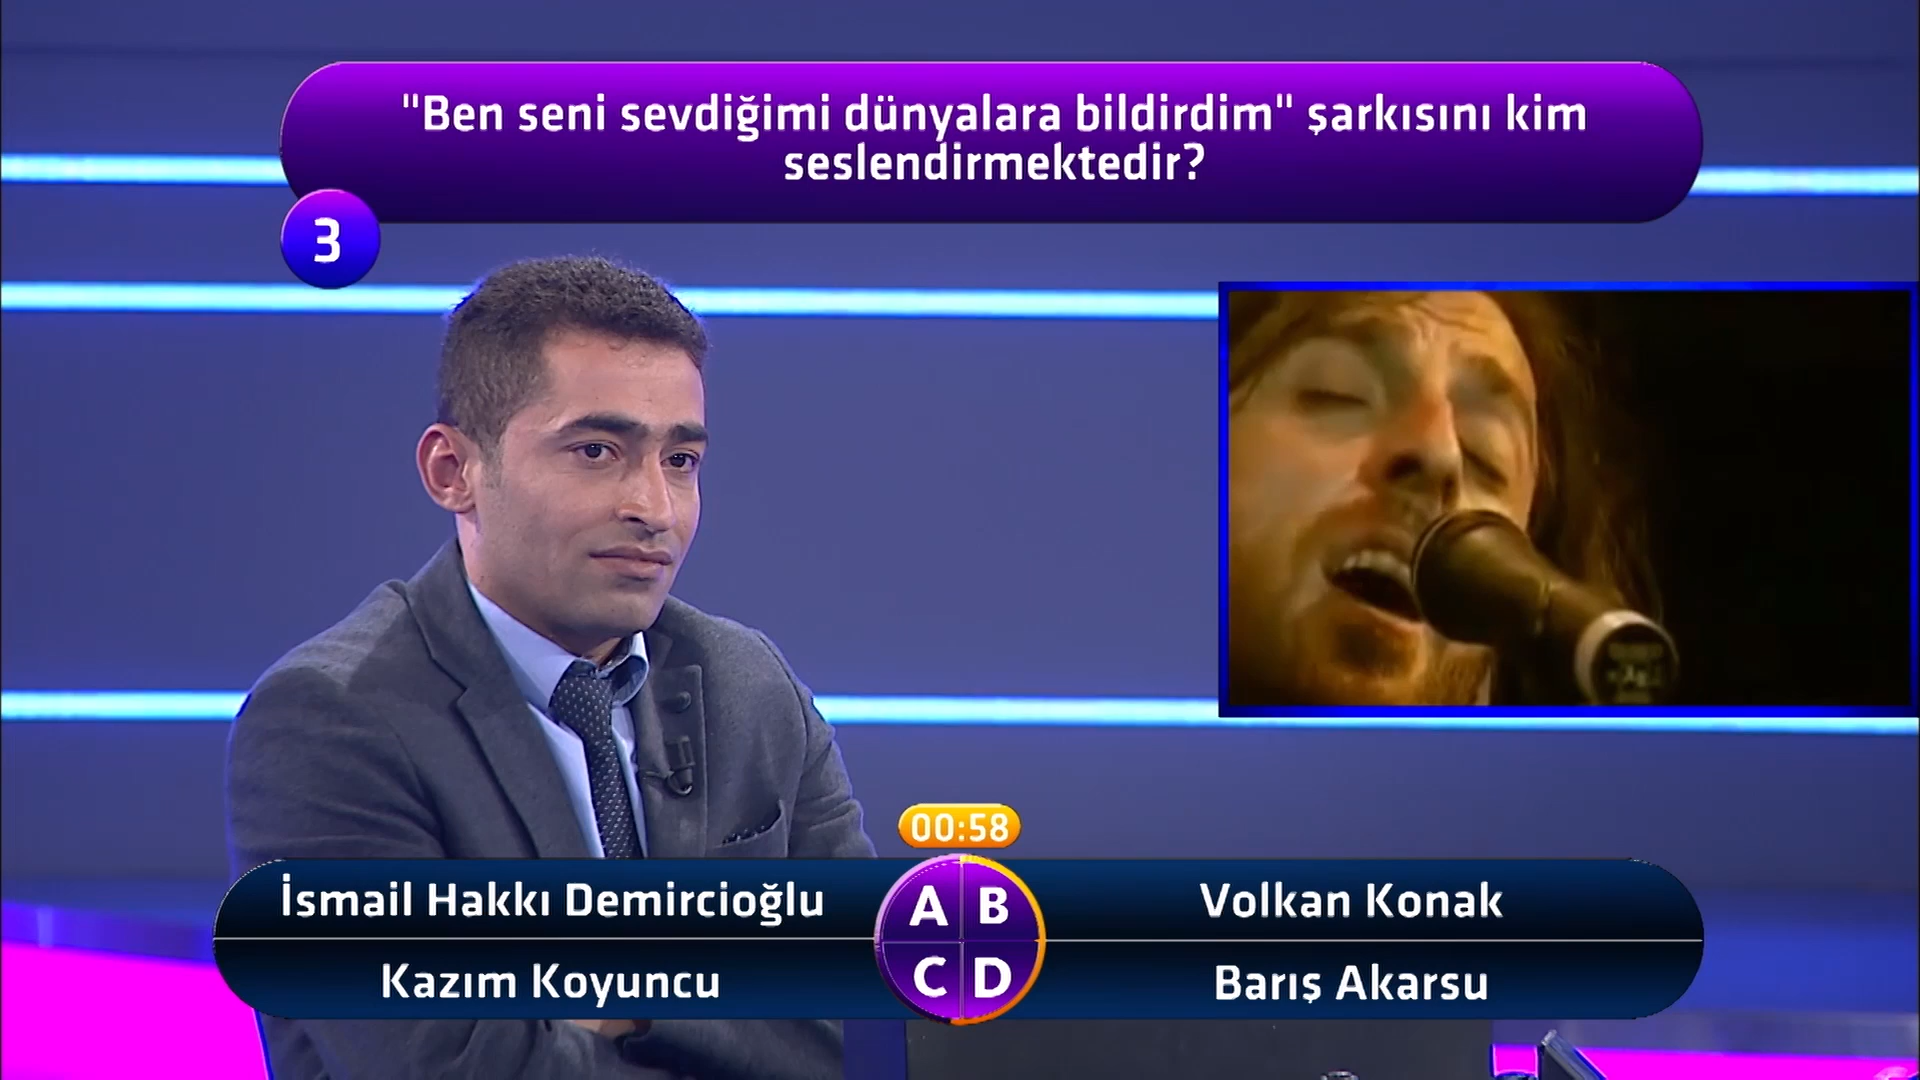 "Ben seni sevdiğimi dünyalara bildirdim" şarkısını kim
seslendirmektedir?
3
00:58
İsmail Hakkı Demircioğlu
A
B
Volkan Konak
Kazım Koyuncu
C
D
Barış Akarsu